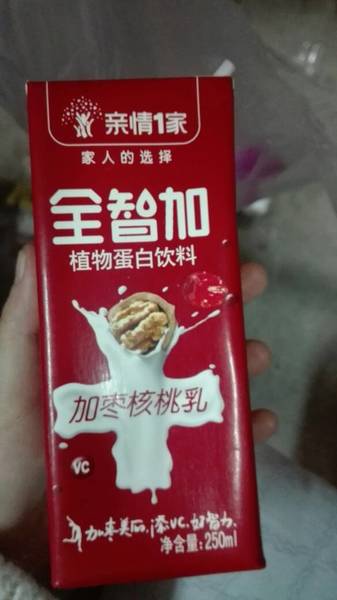 亲情1家
家人的选择
全智加
植物蛋白饮料
加枣核桃乳
VC
加枣美丽,添VC,好智力.
净含量:250ml